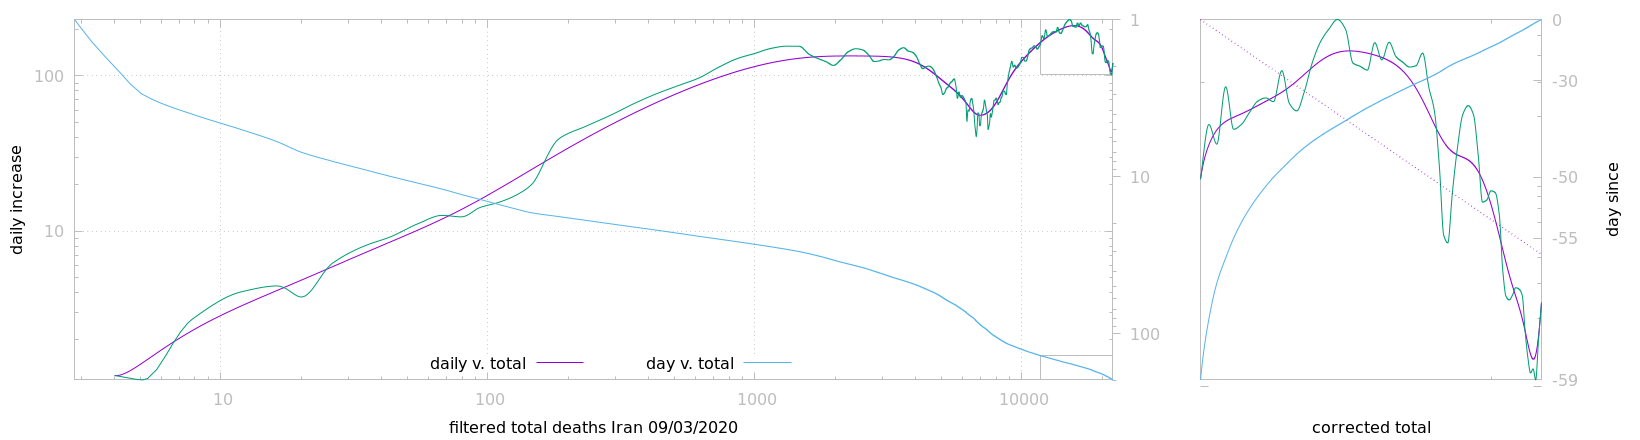 1
0
100
-30
daily increase
10
-50
day since
10
-55
100
daily v. total
day v. total
-59
10
100
1000
10000
filtered total deaths Iran 09/03/2020
corrected total